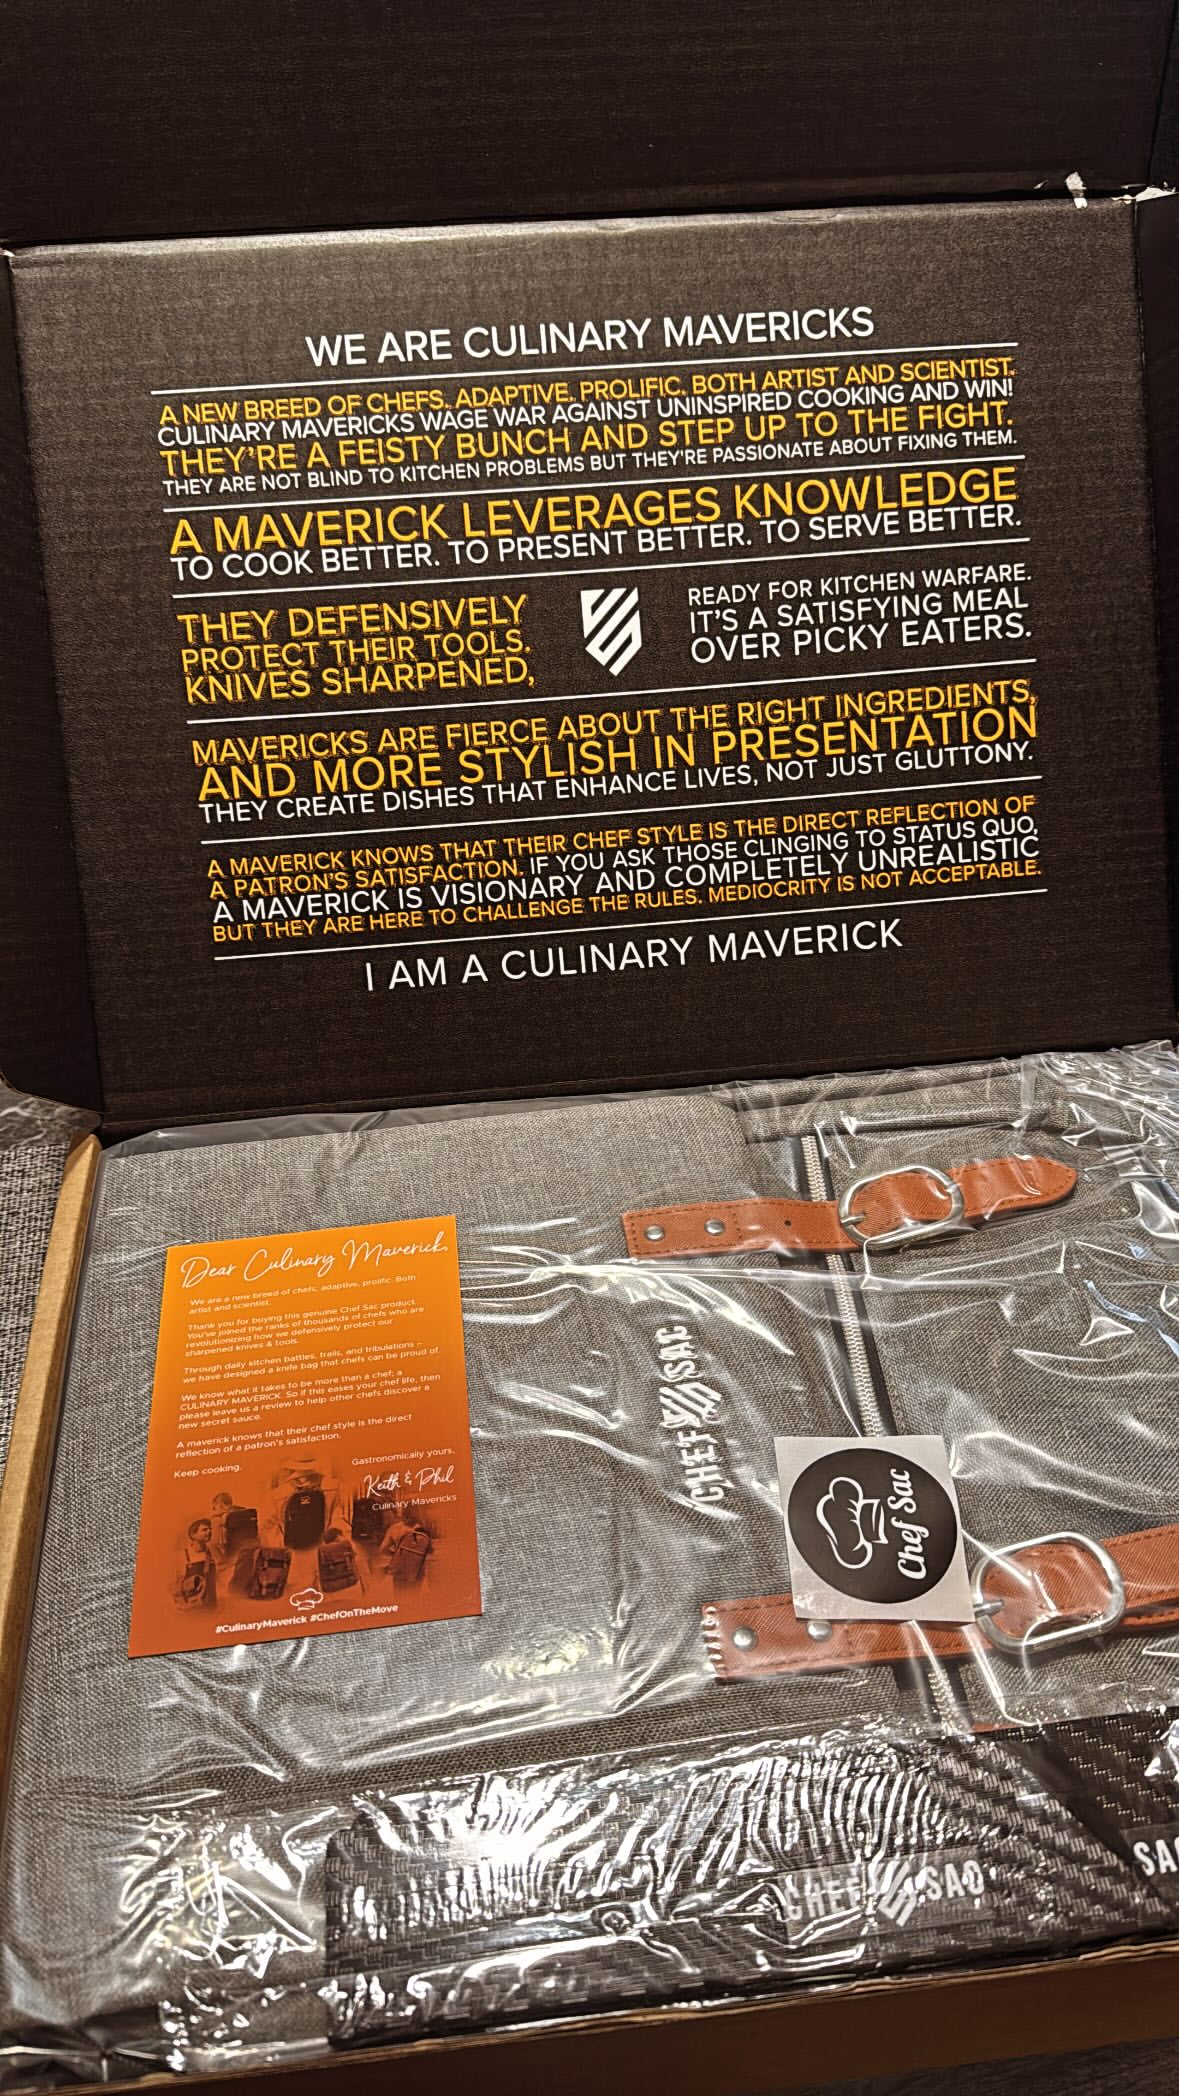 WE ARE CULINARY MAVERICKS
A NEW BREED OF CHEFS. ADAPTIVE. PROLIFIC. BOTH ARTIST AND SCIENTIST.
CULINARY MAVERICKS WAGE WAR AGAINST UNINSPIRED COOKING AND WIN!
THEY'RE A FEISTY BUNCH AND STEP UP TO THE FIGHT.
THEY ARE NOT BLIND TO KITCHEN PROBLEMS BUT THEY'RE PASSIONATE ABOUT FIXING THEM.
A MAVERICK LEVERAGES KNOWLEDGE
TO COOK BETTER. TO PRESENT BETTER. TO SERVE BETTER.
THEY DEFENSIVELY
PROTECT THEIR TOOLS.
KNIVES SHARPENED,
READY FOR KITCHEN WARFARE.
IT'S A SATISFYING MEAL
OVER PICKY EATERS.
MAVERICKS ARE FIERCE ABOUT THE RIGHT INGREDIENTS,
AND MORE STYLISH IN PRESENTATION
THEY CREATE DISHES THAT ENHANCE LIVES, NOT JUST GLUTTONY.
A MAVERICK KNOWS THAT THEIR CHEF STYLE IS THE DIRECT REFLECTION OF
A PATRON'S SATISFACTION. IF YOU ASK THOSE CLINGING TO STATUS QUO,
A MAVERICK IS VISIONARY AND COMPLETELY UNREALISTIC
BUT THEY ARE HERE TO CHALLENGE THE RULES. MEDIOCRITY IS NOT ACCEPTABLE.
I AM A CULINARY MAVERICK
Dear Culinary Maverick,
We are a new breed of chefs; adaptive, prolific. Both
artist and scientist.
Thank you for buying this genuine Chef Sac product.
You've joined the ranks of thousands of chefs who are
revolutionizing how we defensively protect our
sharpened knives & tools.
Through daily kitchen battles, trails, and tribulations –
we have designed a knife bag that chefs can be proud of.
We know what it takes to be more than a chef; a
CULINARY MAVERICK. So if this eases your chef life, then
please leave us a review to help other chefs discover a
new secret sauce.
A maverick knows that their chef style is the direct
reflection of a patron's satisfaction.
Keep cooking.
Gastronomically yours,
Keith & Phil
Culinary Mavericks
#CulinaryMaverick #ChefOnTheMove
CHEF SAC
Chef Sac
CHEF SAC
SA